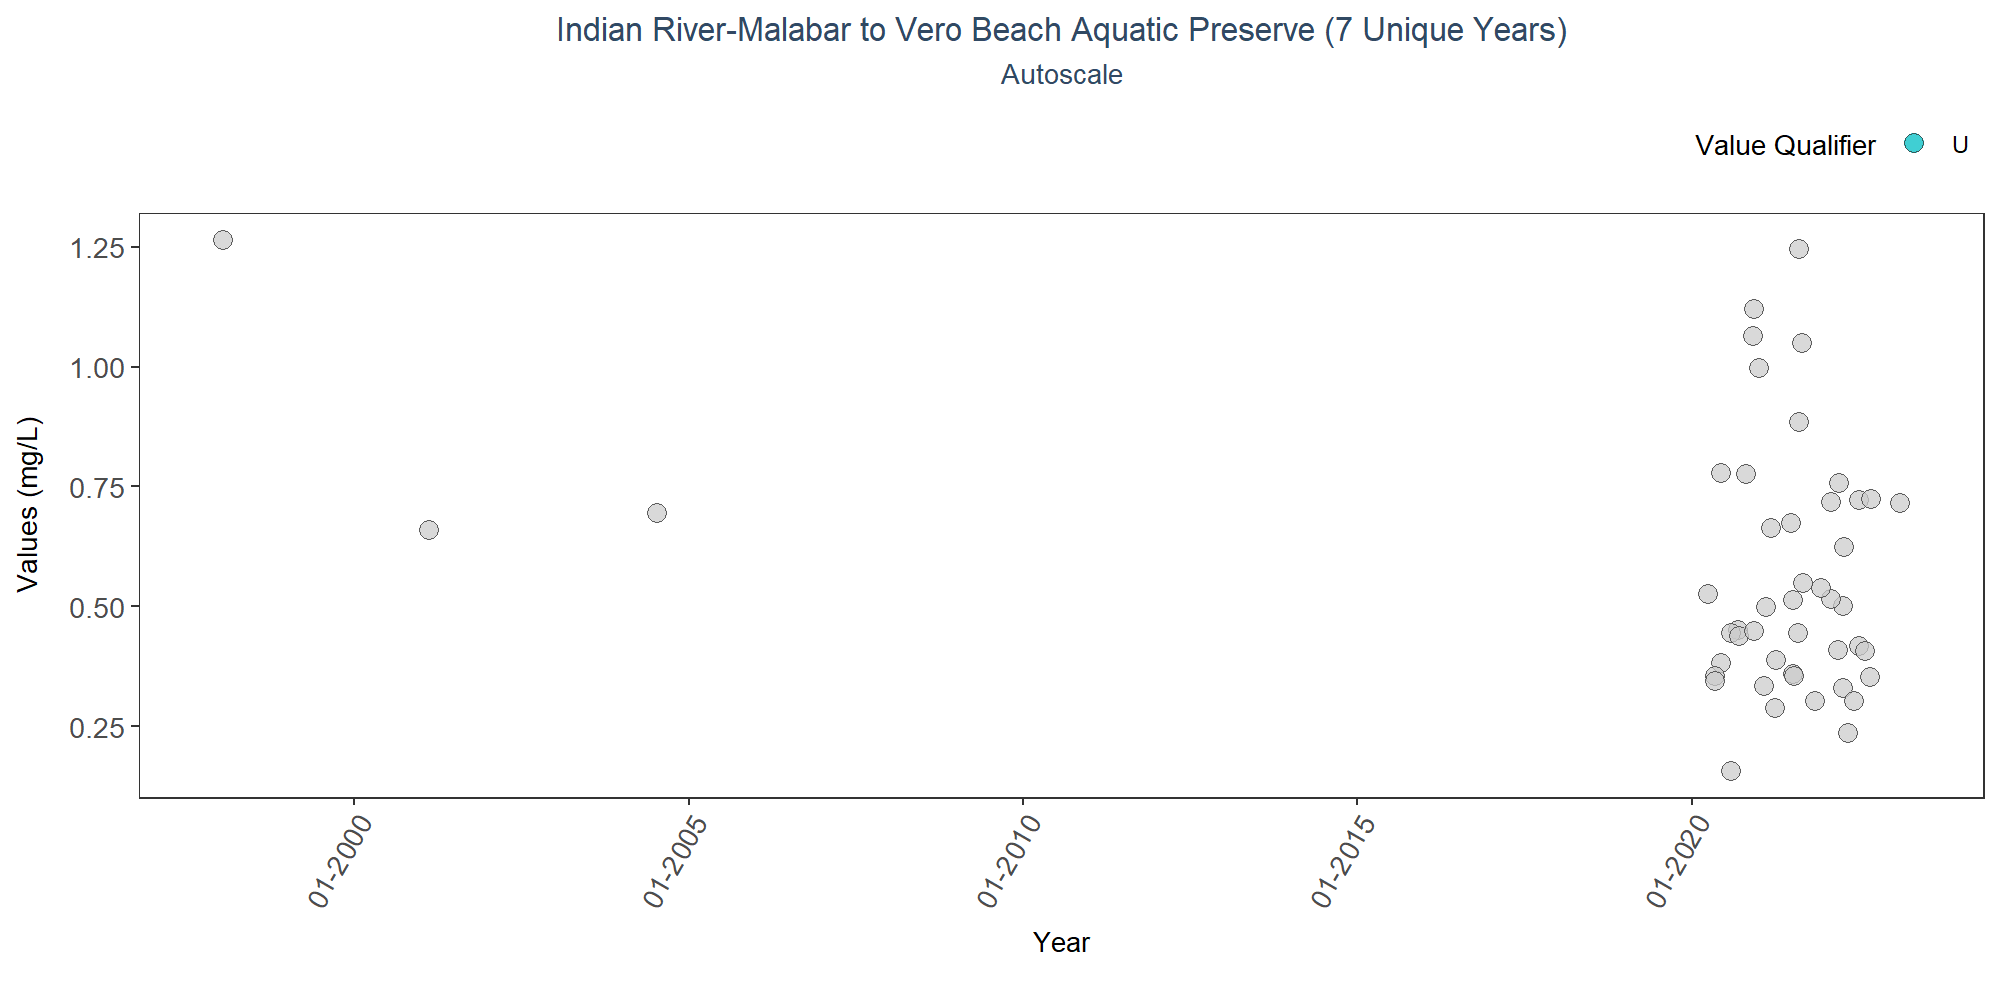 Indian River-Malabar to Vero Beach Aquatic Preserve (7 Unique Years)
Autoscale
Value Qualifier U
1.25
1.00
0.75
0.50
0.25
Values (mg/L)
01-2000
01-2005
01-2010
01-2015
01-2020
Year